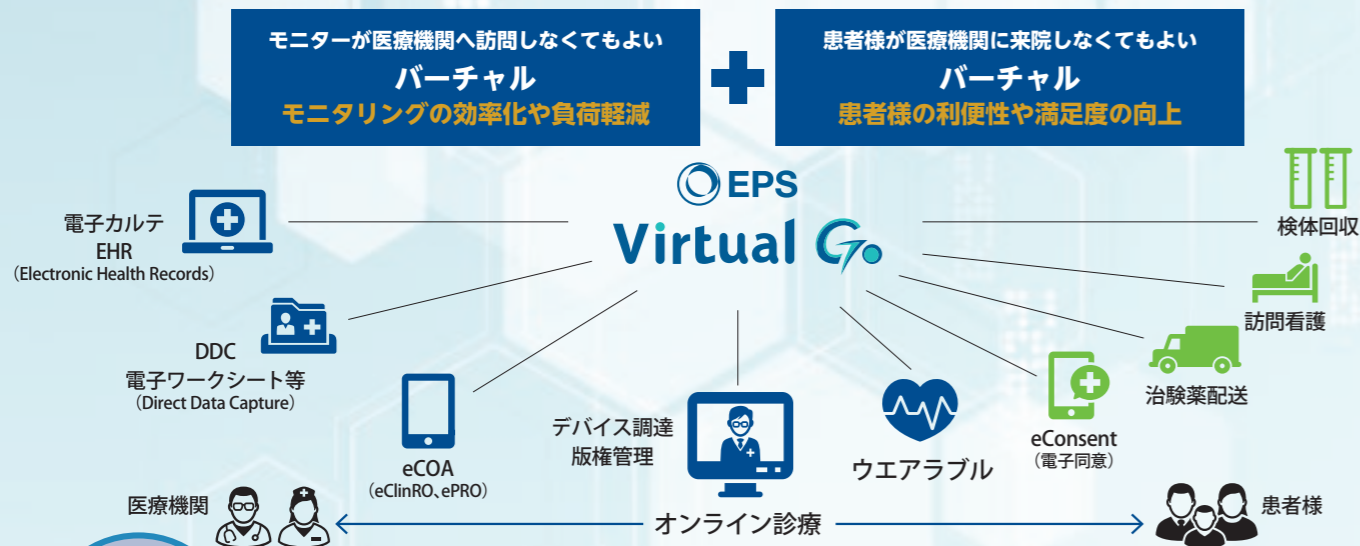 モニターが医療機関へ訪問しなくてもよい
バーチャル
モニタリングの効率化や負荷軽減
患者様が医療機関に来院しなくてもよい
バーチャル
患者様の利便性や満足度の向上
EPS
Virtual Go
電子カルテ
EHR
（Electronic Health Records）
DDC
電子ワークシート等
（Direct Data Capture）
eCOA
（eClinRO、ePRO）
デバイス調達
版権管理
オンライン診療
ウエアラブル
eConsent
（電子同意）
治験薬配送
訪問看護
検体回収
医療機関
患者様